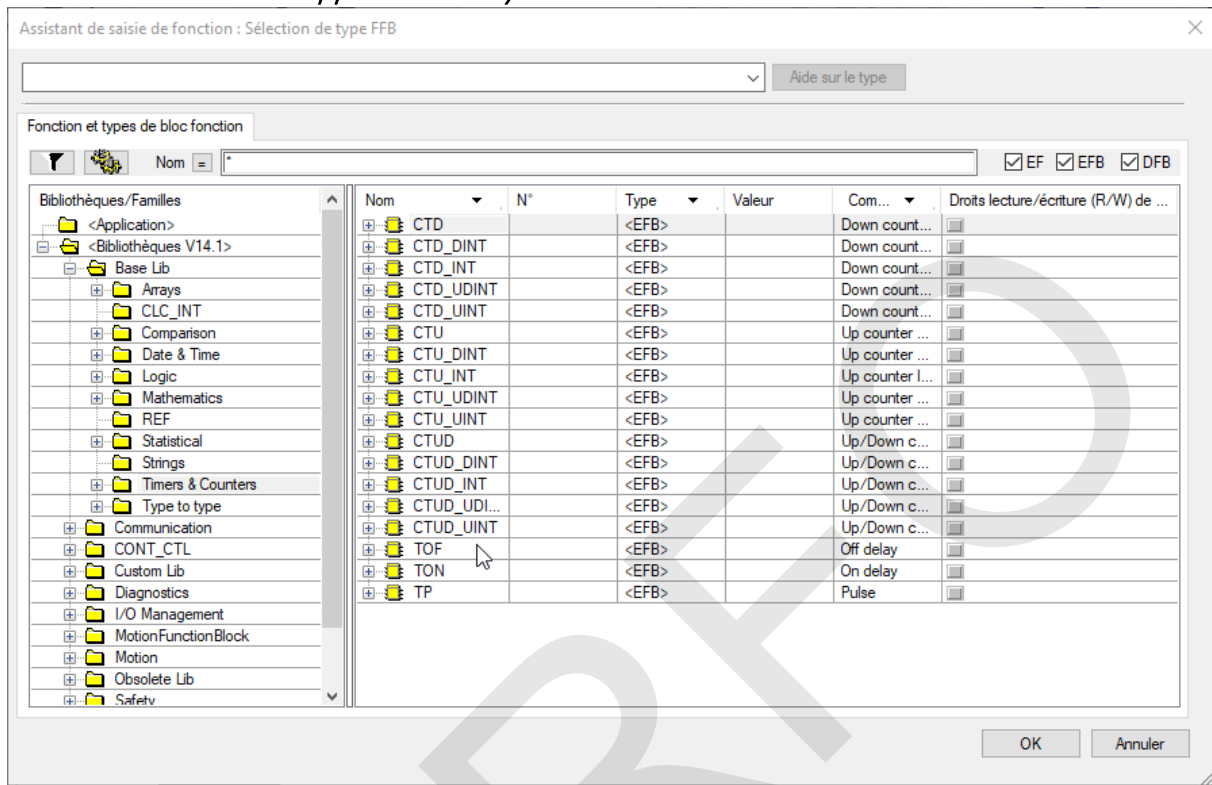 Assistant de saisie de fonction : Sélection de type FFB
Aide sur le type
Fonction et types de bloc fonction
Nom = * EF EFB DFB
Bibliothèques/Familles Nom N° Type Valeur Com... Droits lecture/écriture (R/W) de ...
<Application> CTD <EFB> Down count...
<Bibliothèques V14.1> CTD_DINT <EFB> Down count...
Base Lib CTD_INT <EFB> Down count...
Arrays CTD_UDINT <EFB> Down count...
CLC_INT CTD_UINT <EFB> Down count...
Comparison CTU <EFB> Up counter ...
Date & Time CTU_DINT <EFB> Up counter ...
Logic CTU_INT <EFB> Up counter I...
Mathematics CTU_UDINT <EFB> Up counter ...
REF CTU_UINT <EFB> Up counter ...
Statistical CTUD <EFB> Up/Down c...
Strings CTUD_DINT <EFB> Up/Down c...
Timers & Counters CTUD_INT <EFB> Up/Down c...
Type to type CTUD_UDI... <EFB> Up/Down c...
Communication CTUD_UINT <EFB> Up/Down c...
CONT_CTL TOF <EFB> Off delay
Custom Lib TON <EFB> On delay
Diagnostics TP <EFB> Pulse
I/O Management
MotionFunctionBlock
Motion
Obsolete Lib
Safety
OK Annuler